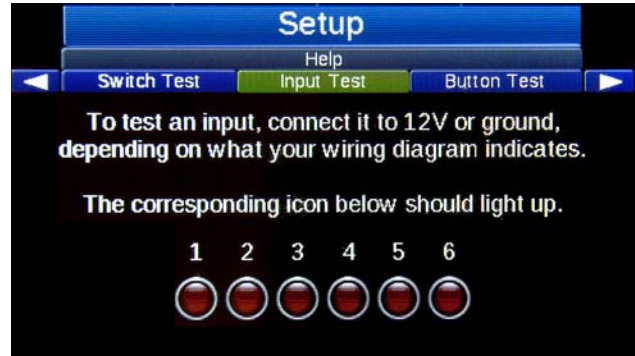 Setup
Help
Switch Test Input Test Button Test
To test an input, connect it to 12V or ground,
depending on what your wiring diagram indicates.
The corresponding icon below should light up.
1 2 3 4 5 6